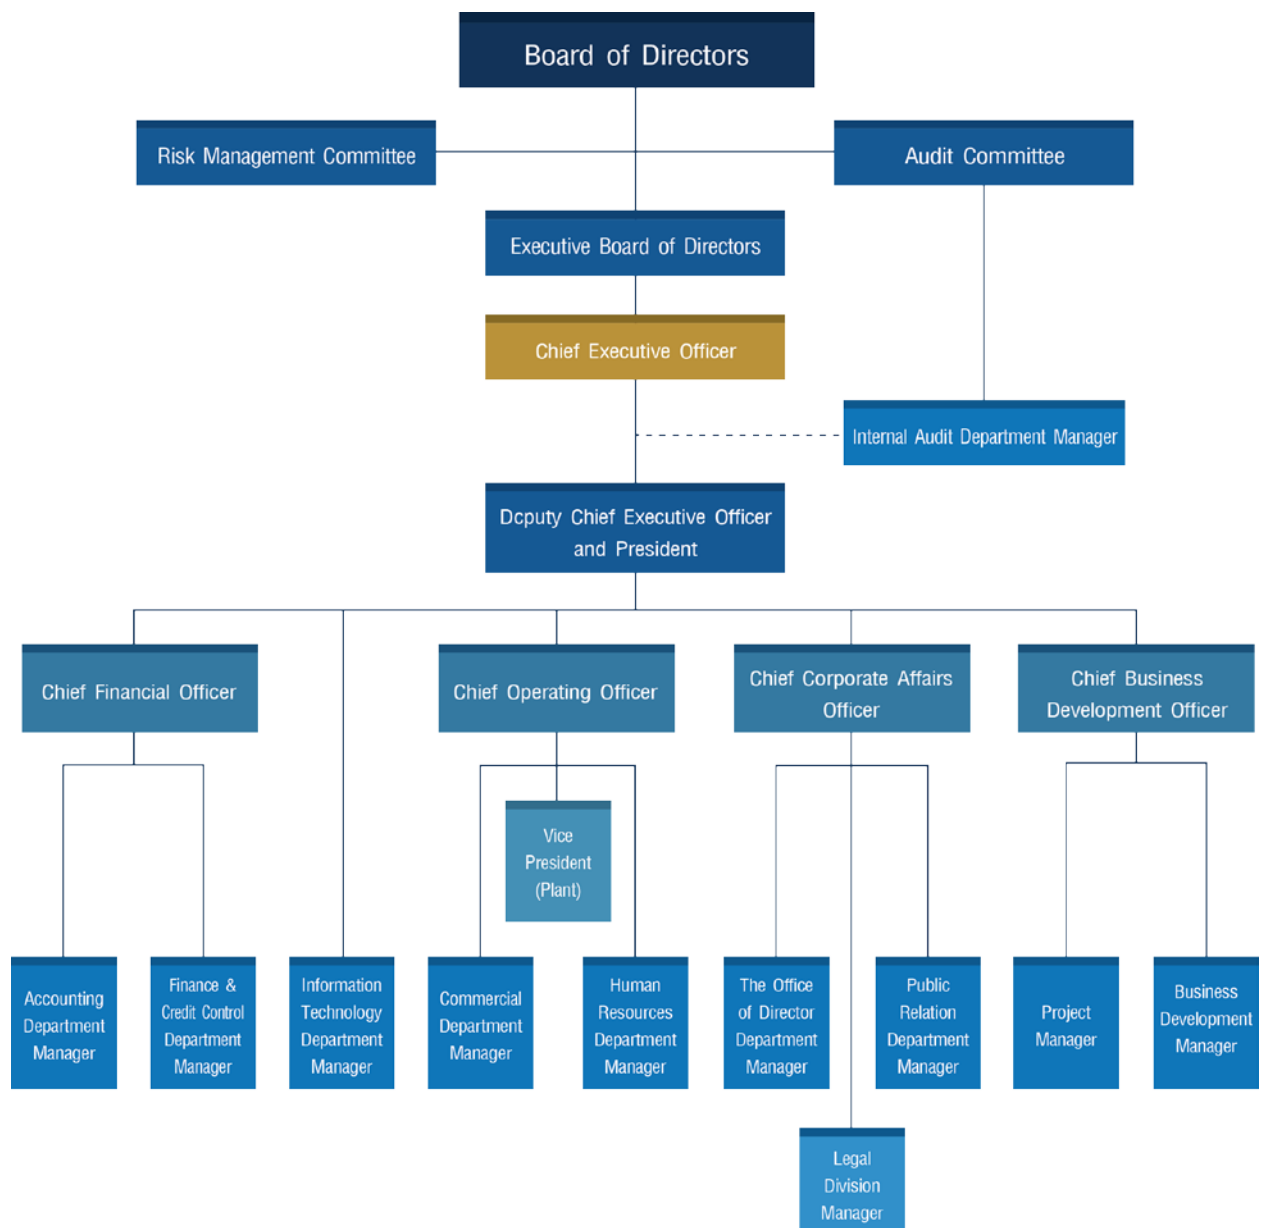 Board of Directors
Risk Management Committee
Audit Committee
Executive Board of Directors
Chief Executive Officer
Internal Audit Department Manager
Dcputy Chief Executive Officer
and President
Chief Financial Officer
Chief Operating Officer
Chief Corporate Affairs
Officer
Chief Business
Development Officer
Vice
President
(Plant)
Accounting
Department
Manager
Finance &
Credit Control
Department
Manager
Information
Technology
Department
Manager
Commercial
Department
Manager
Human
Resources
Department
Manager
The Office
of Director
Department
Manager
Public
Relation
Department
Manager
Project
Manager
Business
Development
Manager
Legal
Division
Manager